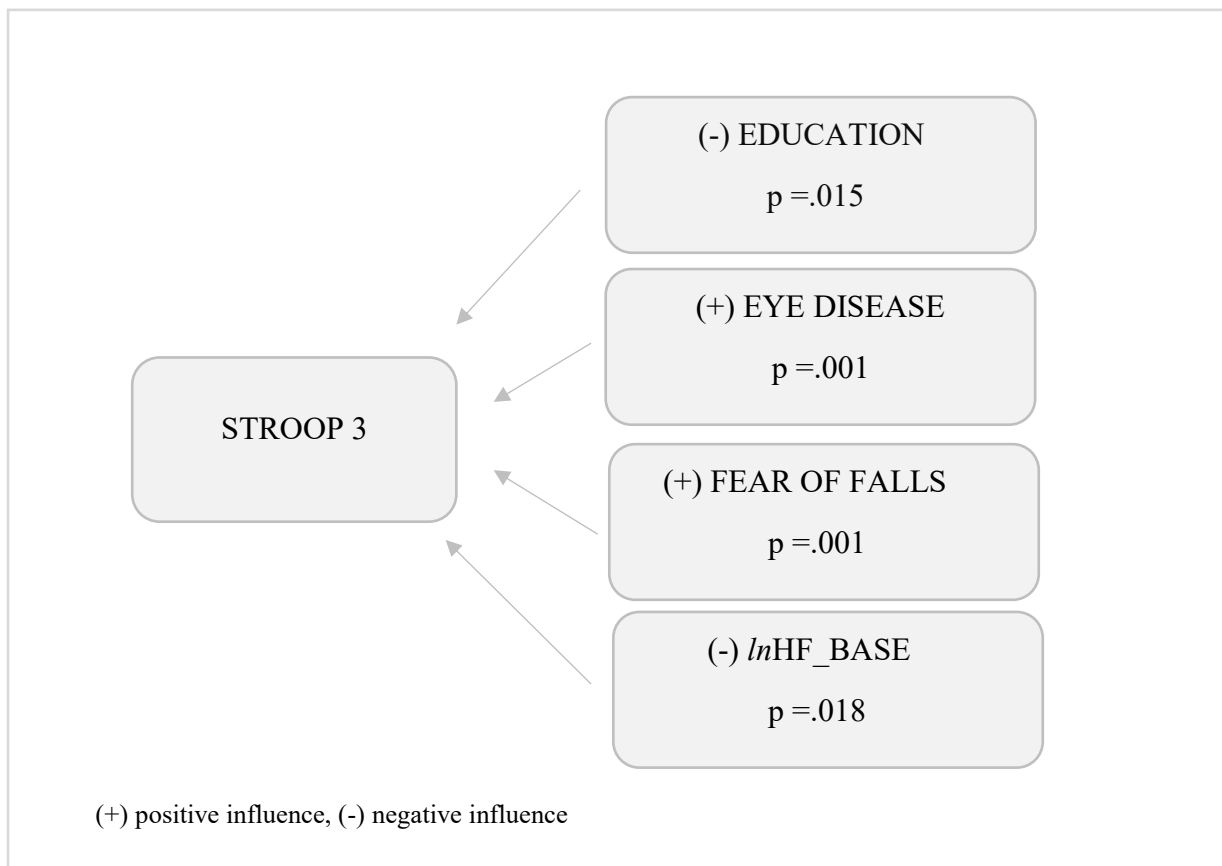 (-) EDUCATION
p =.015
(+) EYE DISEASE
p =.001
STROOP 3
(+) FEAR OF FALLS
p =.001
(-) lnHF_BASE
p =.018
(+) positive influence, (-) negative influence